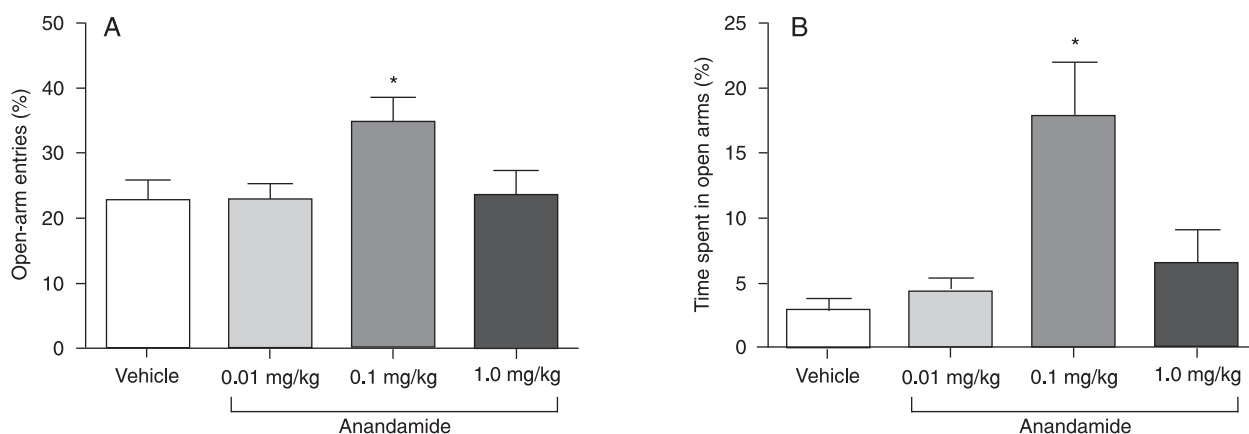 A
Open-arm entries (%)
50
40
30
20
10
0
*
Vehicle 0.01 mg/kg 0.1 mg/kg 1.0 mg/kg
Anandamide
B
Time spent in open arms (%)
25
20
15
10
5
0
*
Vehicle 0.01 mg/kg 0.1 mg/kg 1.0 mg/kg
Anandamide